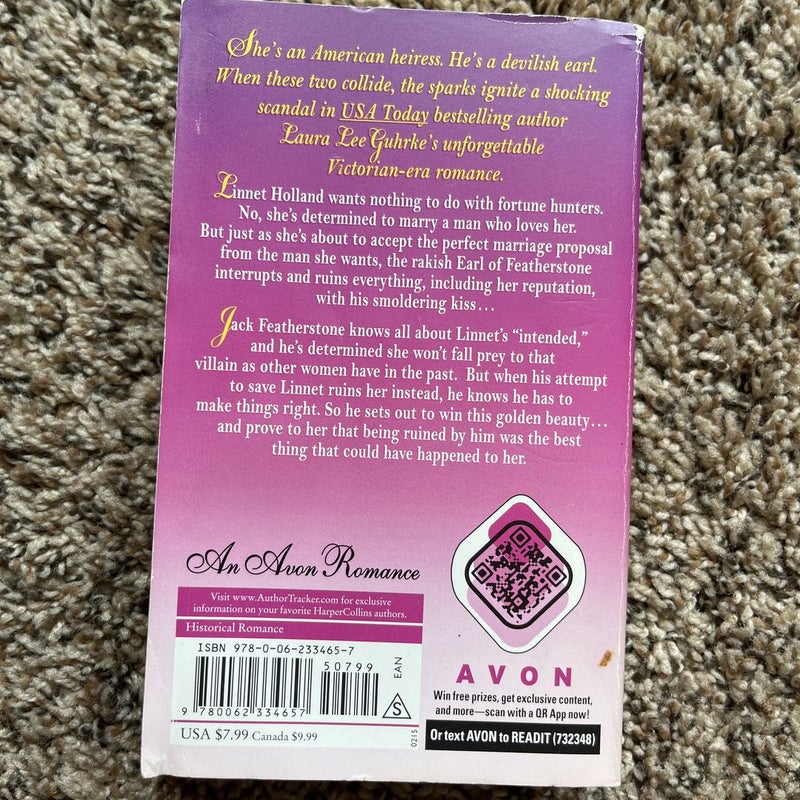 She's an American heiress. He's a devilish earl.
When these two collide, the sparks ignite a shocking
scandal in USA Today bestselling author
Laura Lee Guhrke's unforgettable
Victorian-era romance.
Linnet Holland wants nothing to do with fortune hunters.
No, she's determined to marry a man who loves her.
But just as she's about to accept the perfect marriage proposal
from the man she wants, the rakish Earl of Featherstone
interrupts and ruins everything, including her reputation,
with his smoldering kiss...
Jack Featherstone knows all about Linnet's "intended,"
and he's determined she won't fall prey to that
villain as other women have in the past. But when his attempt
to save Linnet ruins her instead, he knows he has to
make things right. So he sets out to win this golden beauty...
and prove to her that being ruined by him was the best
thing that could have happened to her.
An Avon Romance
Visit www.AuthorTracker.com for exclusive
information on your favorite HarperCollins authors.
Historical Romance
ISBN 978-0-06-233465-7
50799
EAN
9 780062 334657
S
USA $7.99 Canada $9.99
0215
AVON
Win free prizes, get exclusive content,
and more—scan with a QR App now!
Or text AVON to READIT (732348)